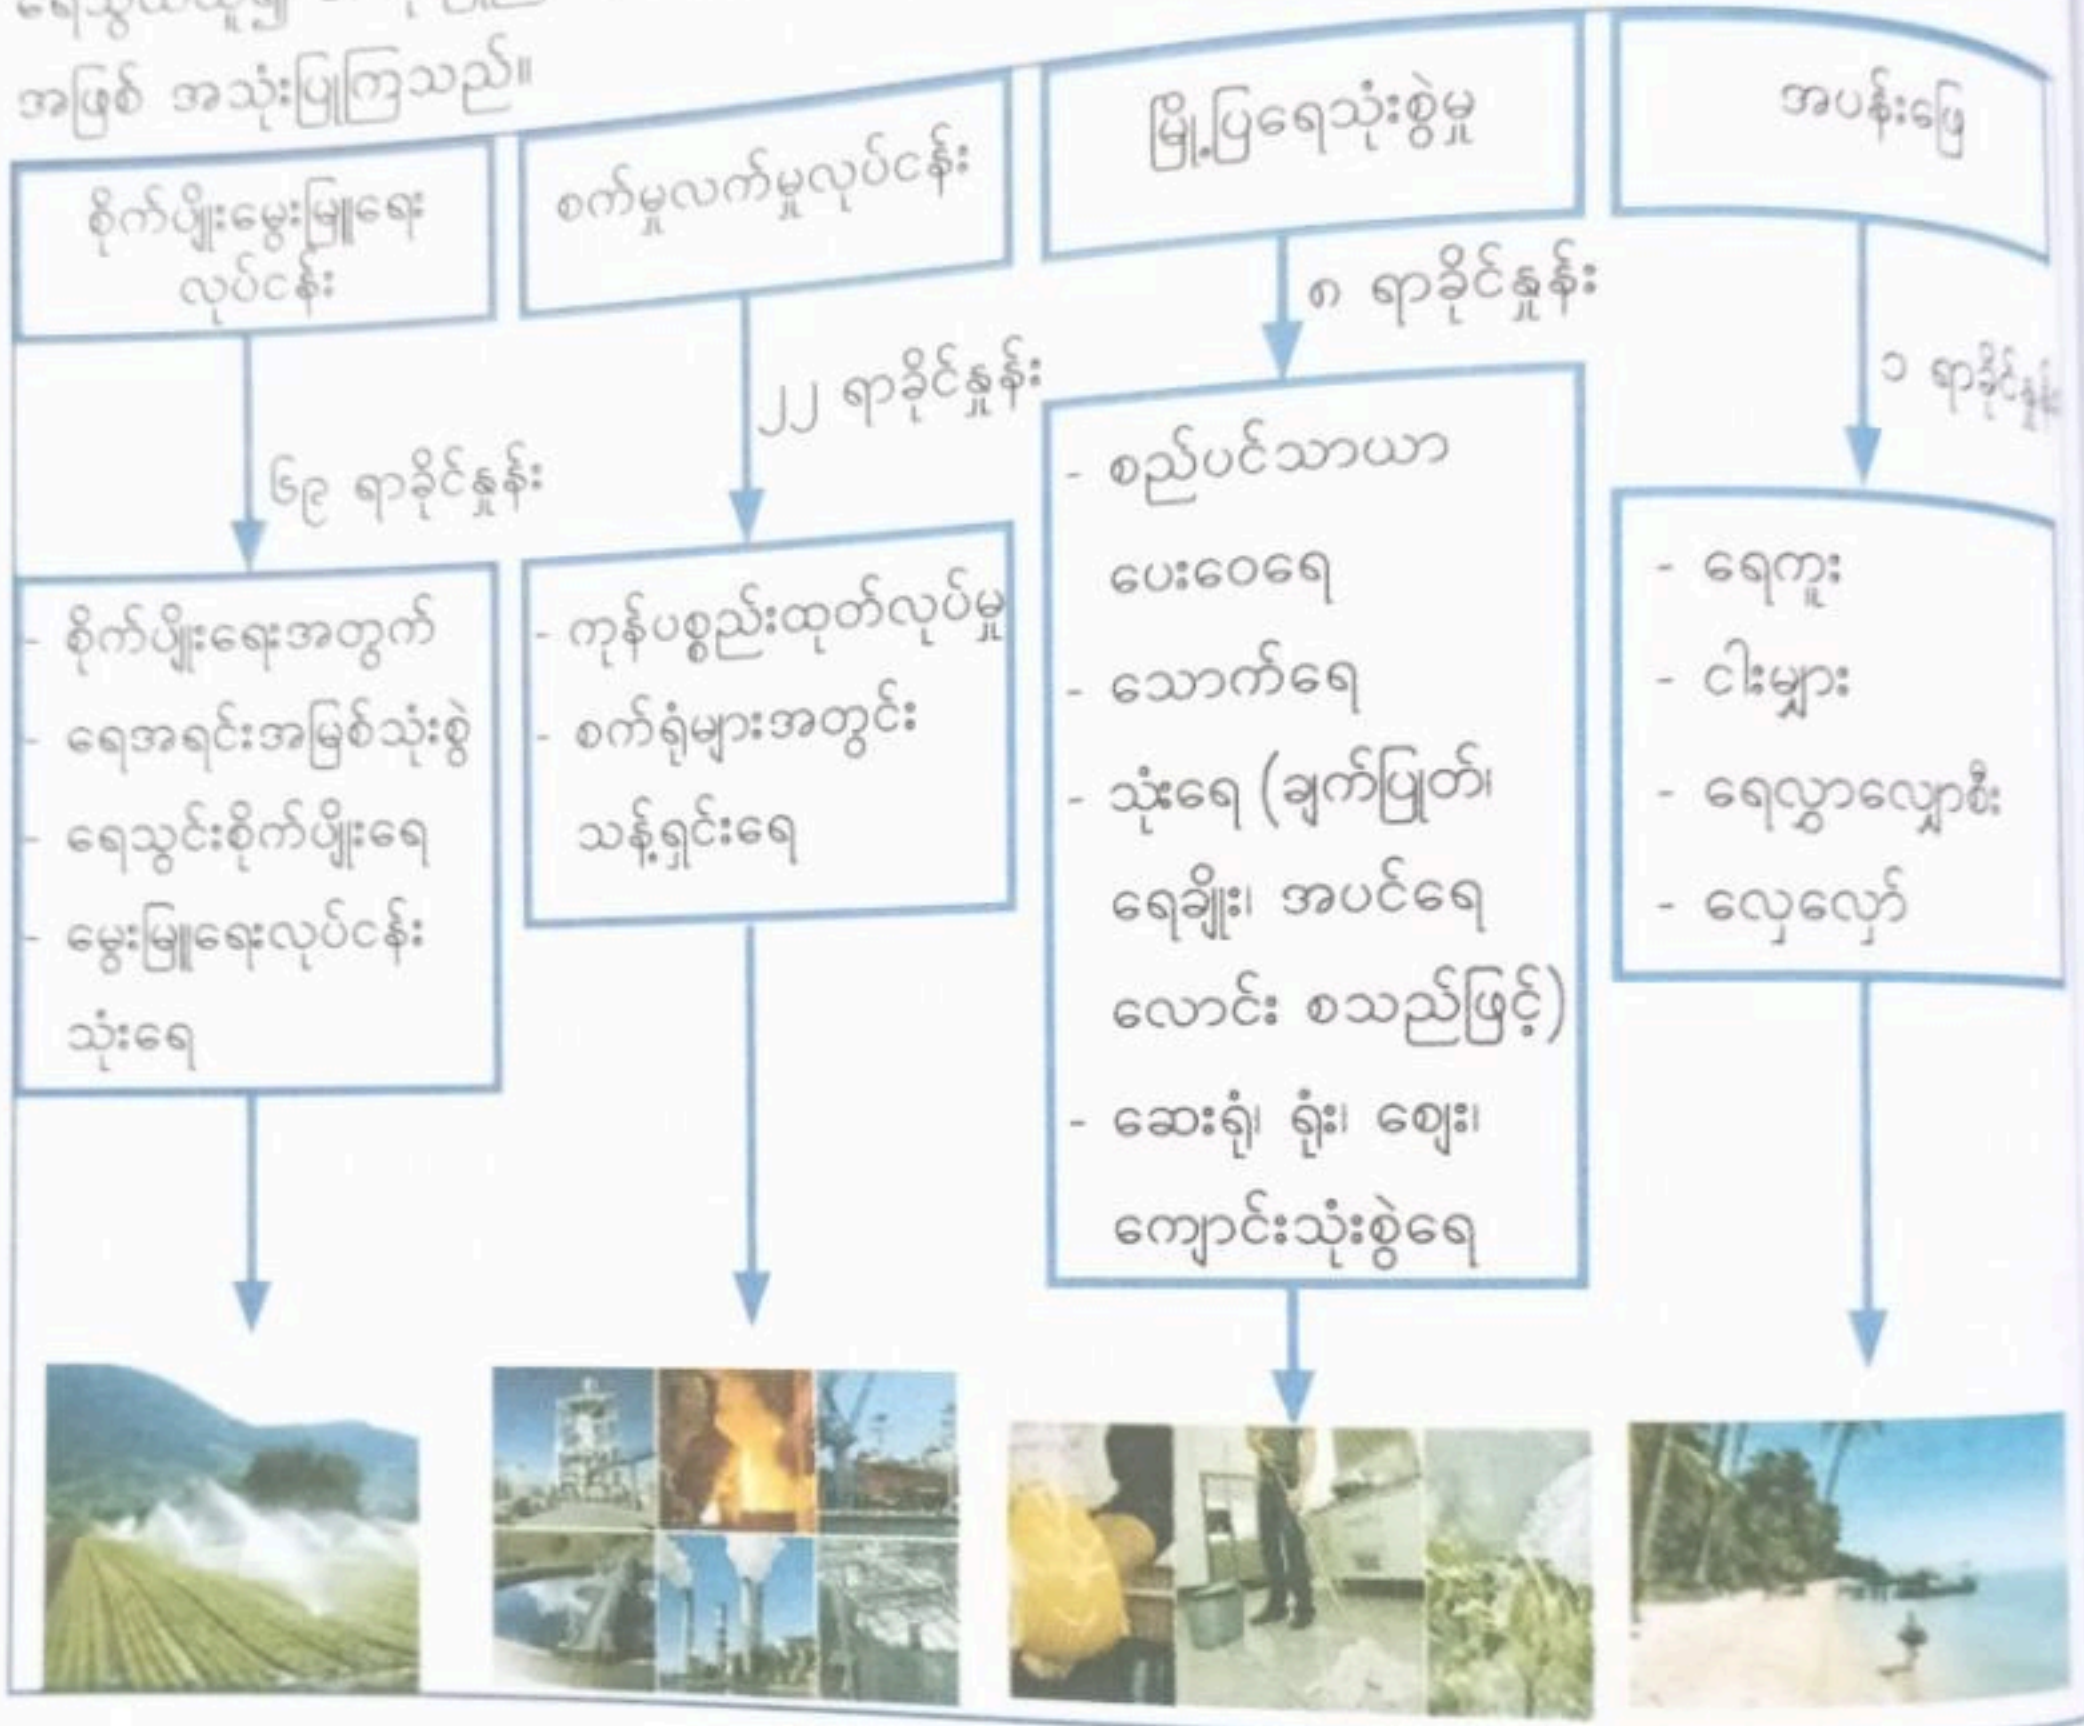 အဖြစ် အသုံးပြုကြသည်။
စိုက်ပျိုးမွေးမြူရေး
လုပ်ငန်း
၆၉ ရာခိုင်နှုန်း
- စိုက်ပျိုးရေးအတွက်
- ရေအရင်းအမြစ်သုံးစွဲ
- ရေသွင်းစိုက်ပျိုးရေ
- မွေးမြူရေးလုပ်ငန်း
သုံးရေ
စက်မှုလက်မှုလုပ်ငန်း
၂၂ ရာခိုင်နှုန်း
- ကုန်ပစ္စည်းထုတ်လုပ်မှု
- စက်ရုံများအတွင်း
သန့်ရှင်းရေ
မြို့ပြရေသုံးစွဲမှု
၈ ရာခိုင်နှုန်း
- စည်ပင်သာယာ
ပေးဝေရေ
- သောက်ရေ
- သုံးရေ (ချက်ပြုတ်၊
ရေချိုး၊ အပင်ရေ
လောင်း စသည်ဖြင့်)
- ဆေးရုံ၊ ရုံး၊ ဈေး၊
ကျောင်းသုံးစွဲရေ
အပန်းဖြေ
၁ ရာခိုင်နှုန်း
- ရေကူး
- ငါးမျှား
- ရေလွှာလျှောစီး
- လှေလှော်